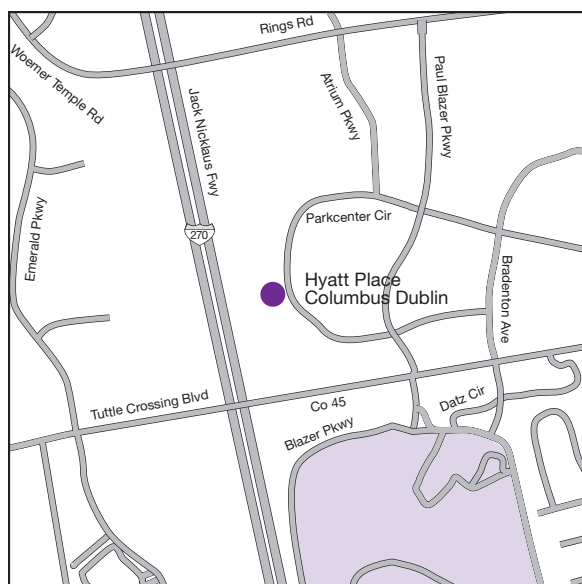 Rings Rd
Woerner Temple Rd
Jack Nicklaus Fwy
Atrium Pkwy
Paul Blazer Pkwy
Emerald Pkwy
270
Parkcenter Cir
Bradenton Ave
Hyatt Place
Columbus Dublin
Tuttle Crossing Blvd
Co 45
Datz Cir
Blazer Pkwy